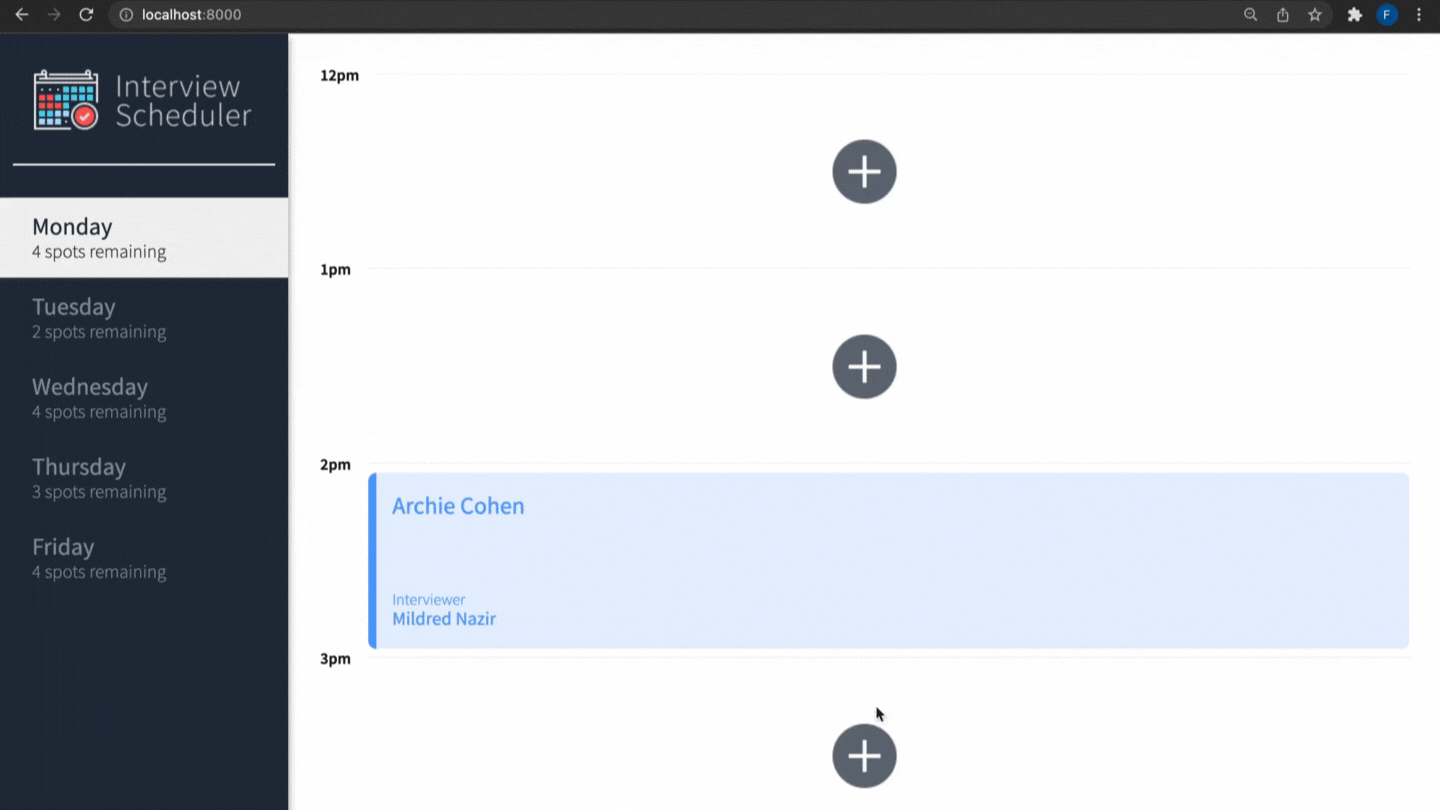 localhost:8000
F
Interview
Scheduler
Monday
4 spots remaining
Tuesday
2 spots remaining
Wednesday
4 spots remaining
Thursday
3 spots remaining
Friday
4 spots remaining
12pm
1pm
2pm
Archie Cohen
Interviewer
Mildred Nazir
3pm